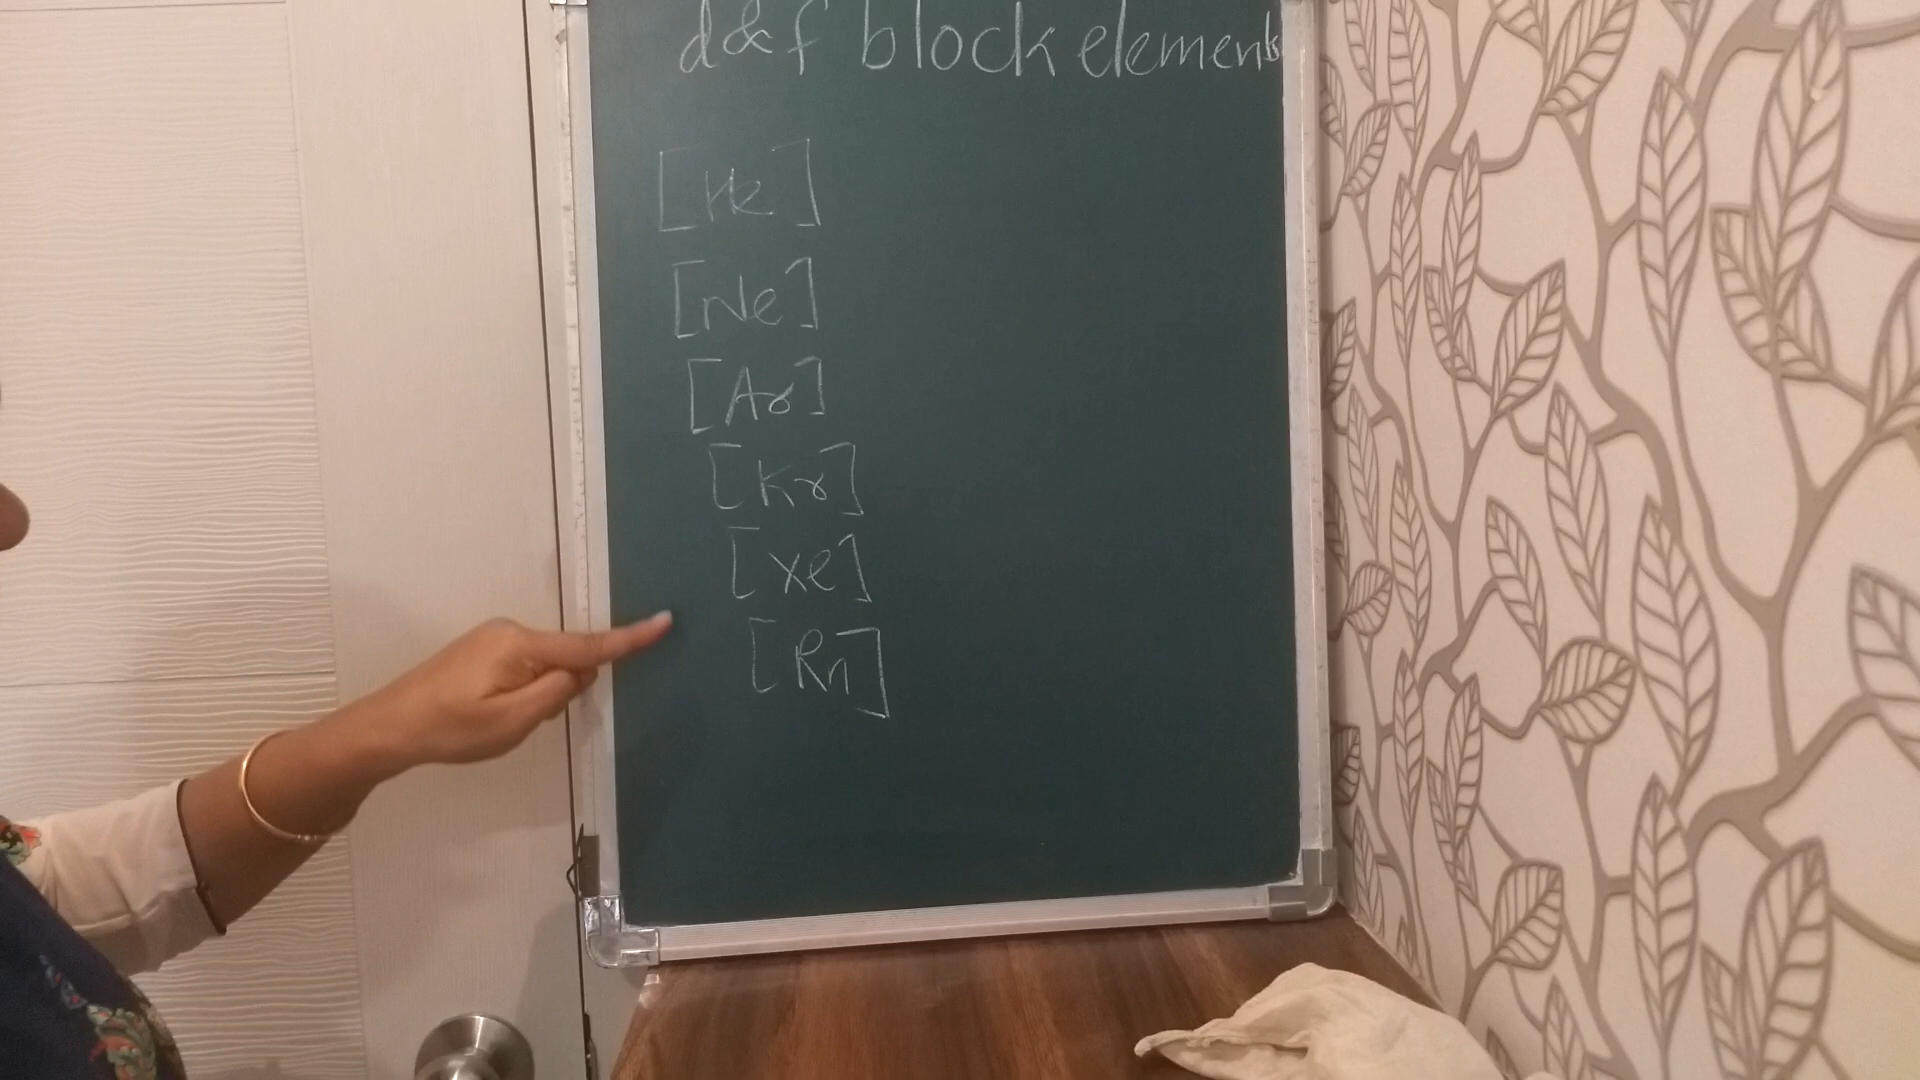 d & f block elements
[He]
[Ne]
[Ar]
[Kr]
[Xe]
[Rn]